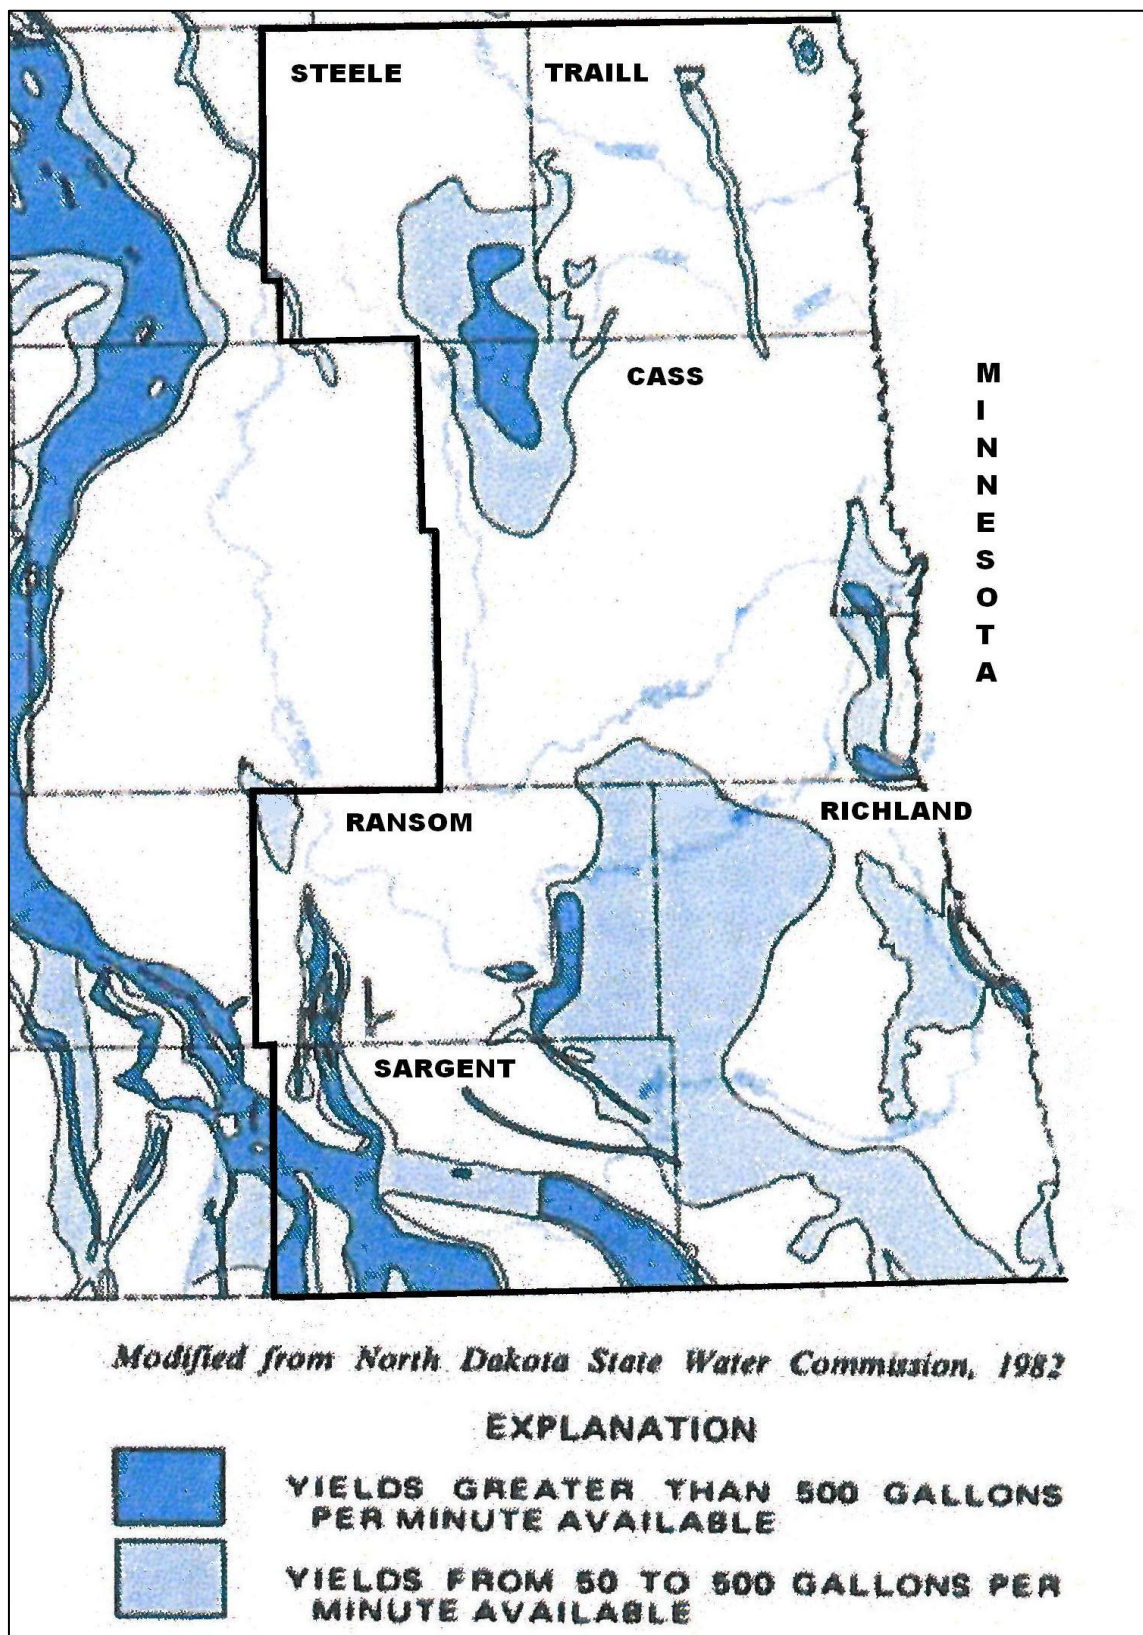 STEELE
TRAILL
CASS
MINNESOTA
RANSOM
RICHLAND
SARGENT
Modified from North Dakota State Water Commission, 1982
EXPLANATION
YIELDS GREATER THAN 500 GALLONS
PER MINUTE AVAILABLE
YIELDS FROM 50 TO 500 GALLONS PER
MINUTE AVAILABLE